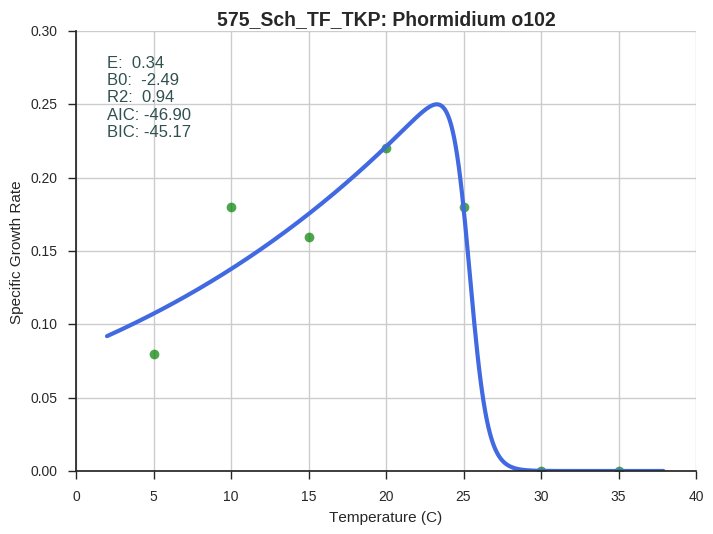 575_Sch_TF_TKP: Phormidium o102
E: 0.34
B0: -2.49
R2: 0.94
AIC: -46.90
BIC: -45.17
Specific Growth Rate
0.30
0.25
0.20
0.15
0.10
0.05
0.00
0 5 10 15 20 25 30 35 40
Temperature (C)